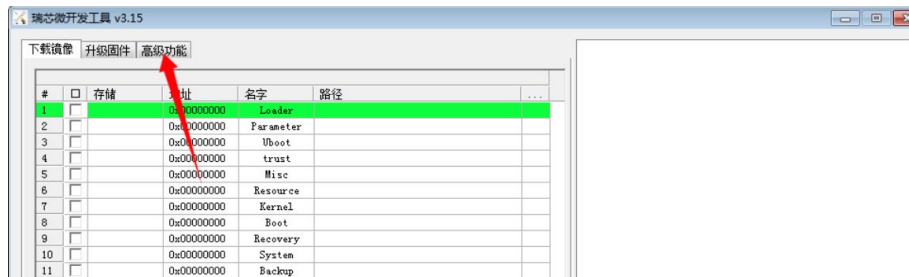 瑞芯微开发工具 v3.15
下载镜像 升级固件 高级功能
# 存储 地址 名字 路径 ...
1 0x00000000 Loader
2 0x00000000 Parameter
3 0x00000000 Uboot
4 0x00000000 trust
5 0x00000000 Misc
6 0x00000000 Resource
7 0x00000000 Kernel
8 0x00000000 Boot
9 0x00000000 Recovery
10 0x00000000 System
11 0x00000000 Backup